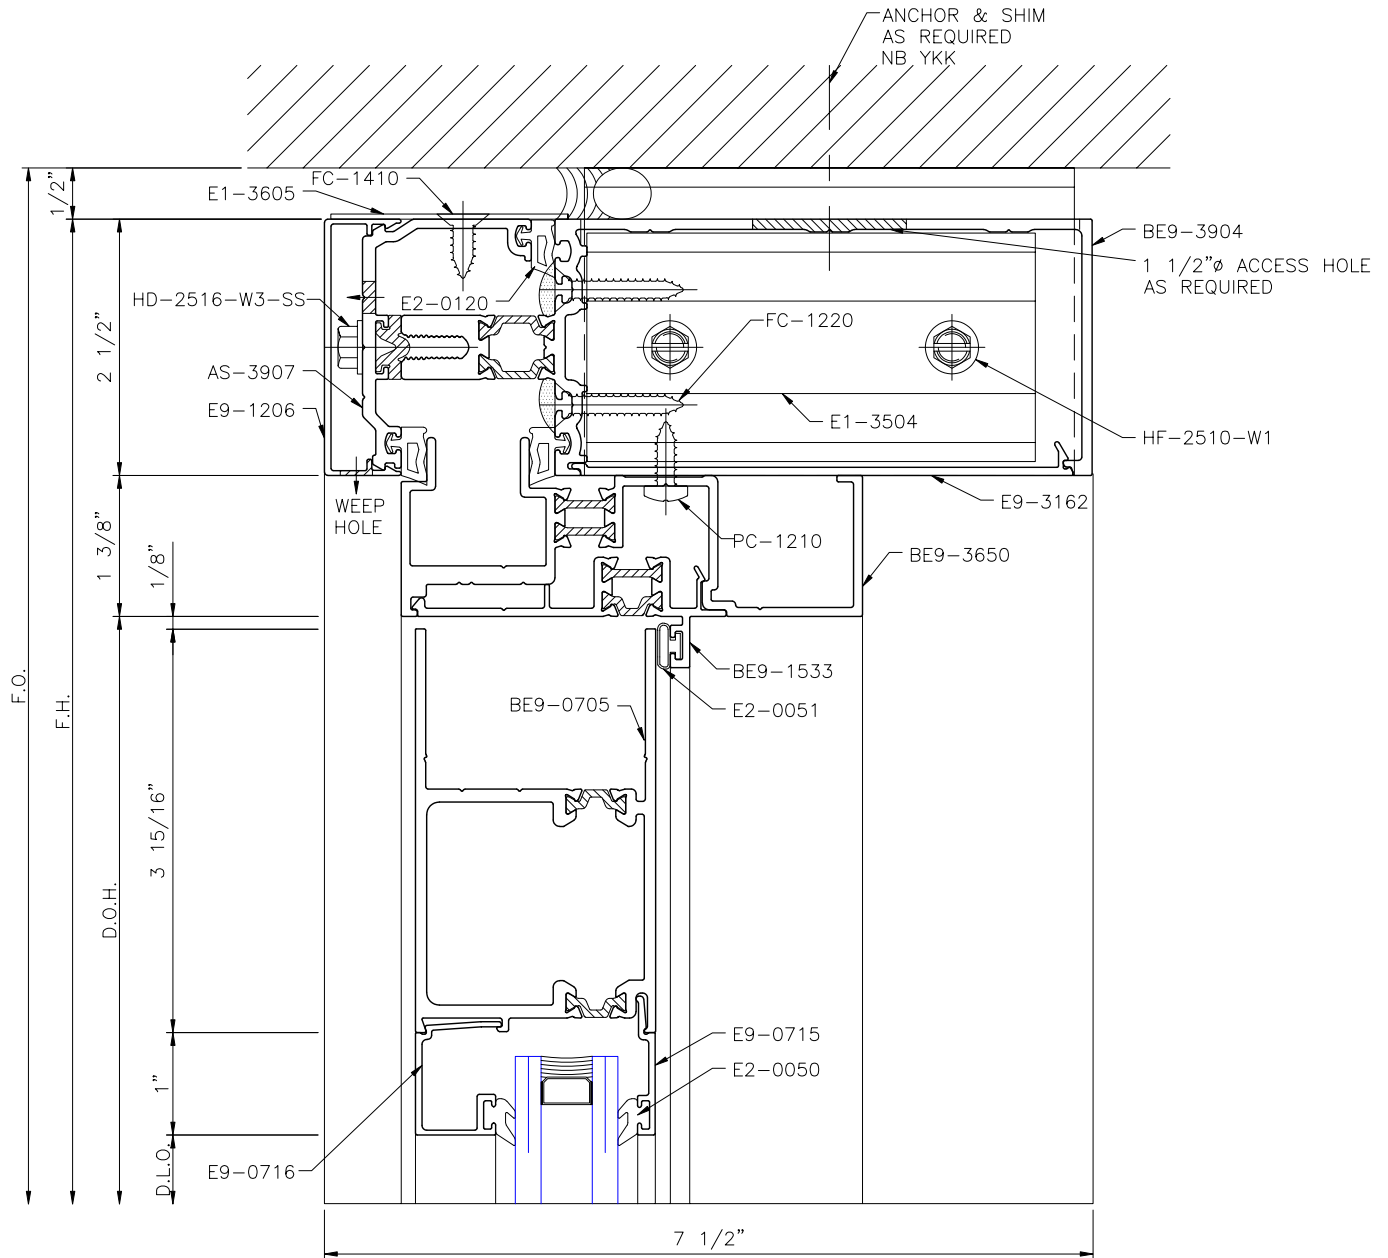 ANCHOR & SHIM
AS REQUIRED
NB YKK
1/2"
FC-1410
E1-3605
BE9-3904
1 1/2"ø ACCESS HOLE
AS REQUIRED
HD-2516-W3-SS
E2-0120
FC-1220
2 1/2"
AS-3907
E9-1206
E1-3504
HF-2510-W1
WEEP
HOLE
E9-3162
1 3/8"
PC-1210
BE9-3650
1/8"
BE9-1533
F.O.
F.H.
BE9-0705
E2-0051
3 15/16"
D.O.H.
E9-0715
E2-0050
1"
D.L.O.
E9-0716
7 1/2"